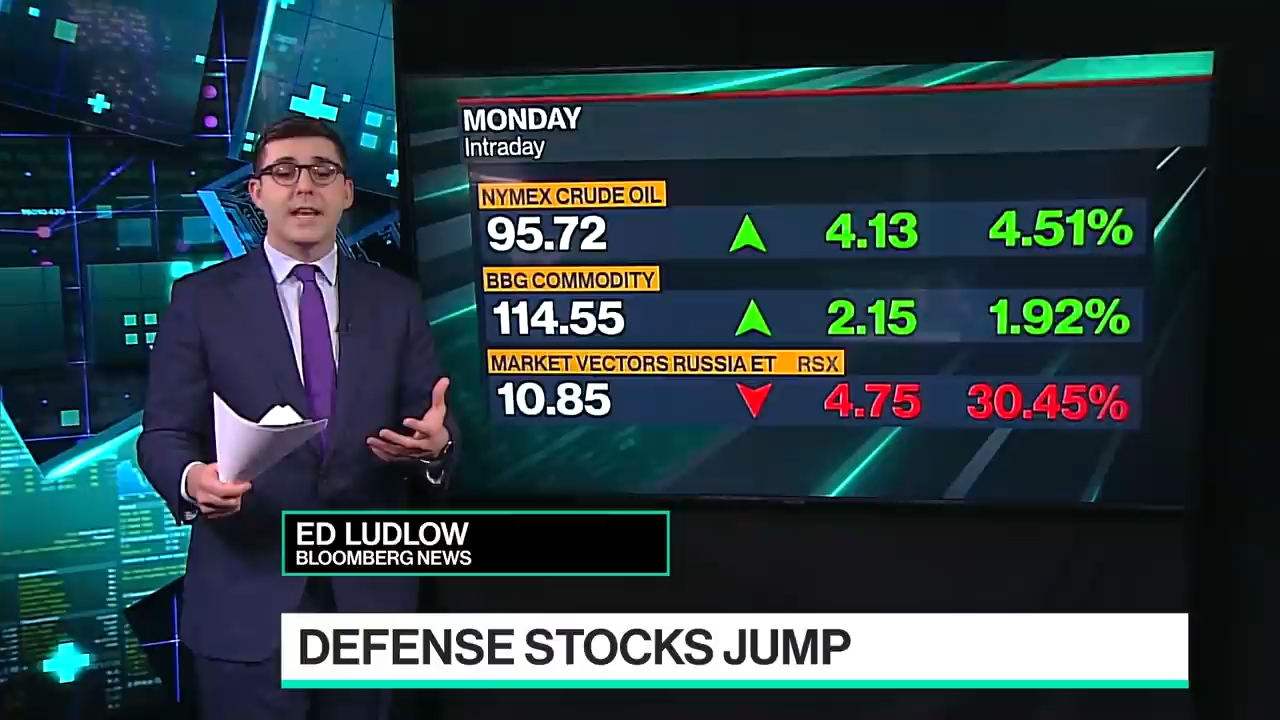 MONDAY
Intraday
NYMEX CRUDE OIL
95.72 4.13 4.51%
BBG COMMODITY
114.55 2.15 1.92%
MARKET VECTORS RUSSIA ET RSX
10.85 4.75 30.45%
ED LUDLOW
BLOOMBERG NEWS
DEFENSE STOCKS JUMP